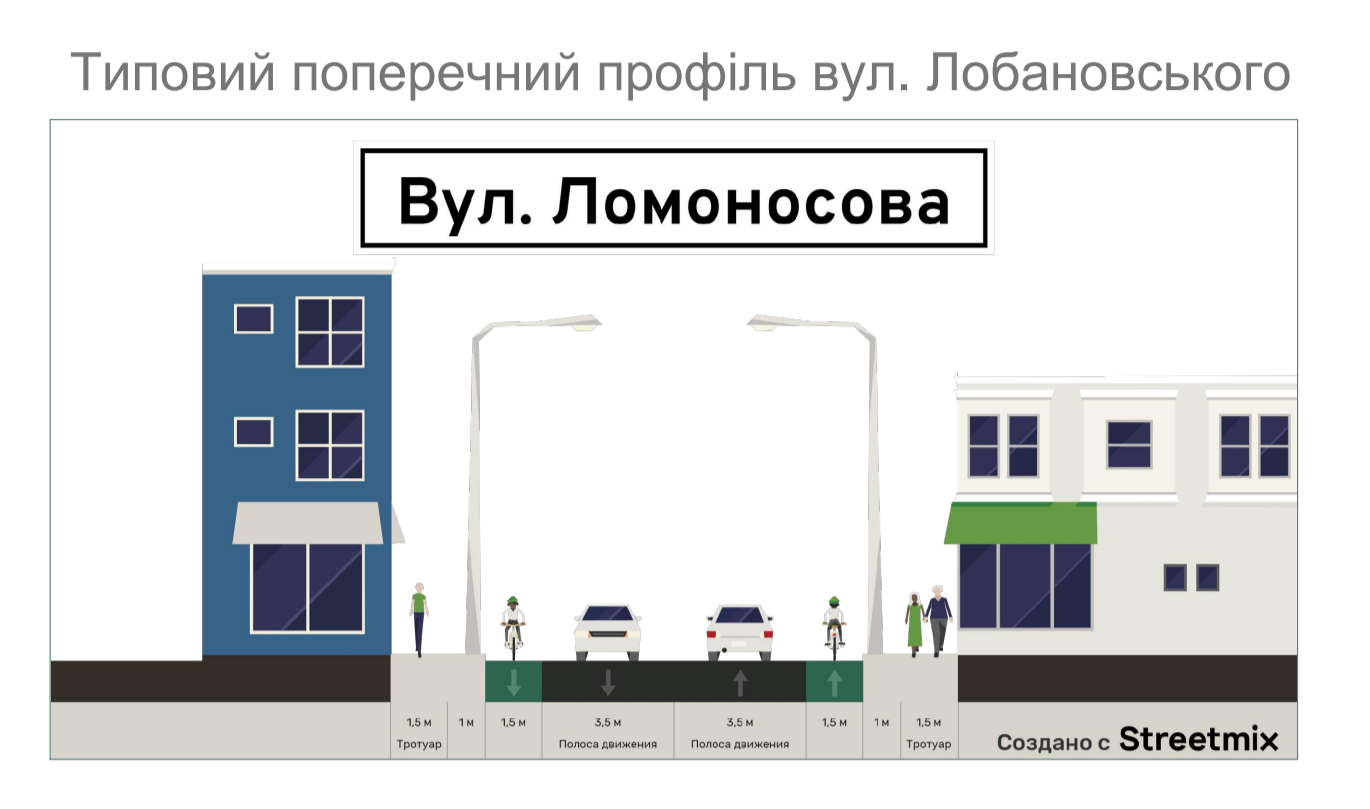 Типовий поперечний профіль вул. Лобановського
Вул. Ломоносова
1,5 м 1 м 1,5 м 3,5 м 3,5 м 1,5 м 1 м 1,5 м
Тротуар Полоса движения Полоса движения Тротуар
Создано с Streetmix